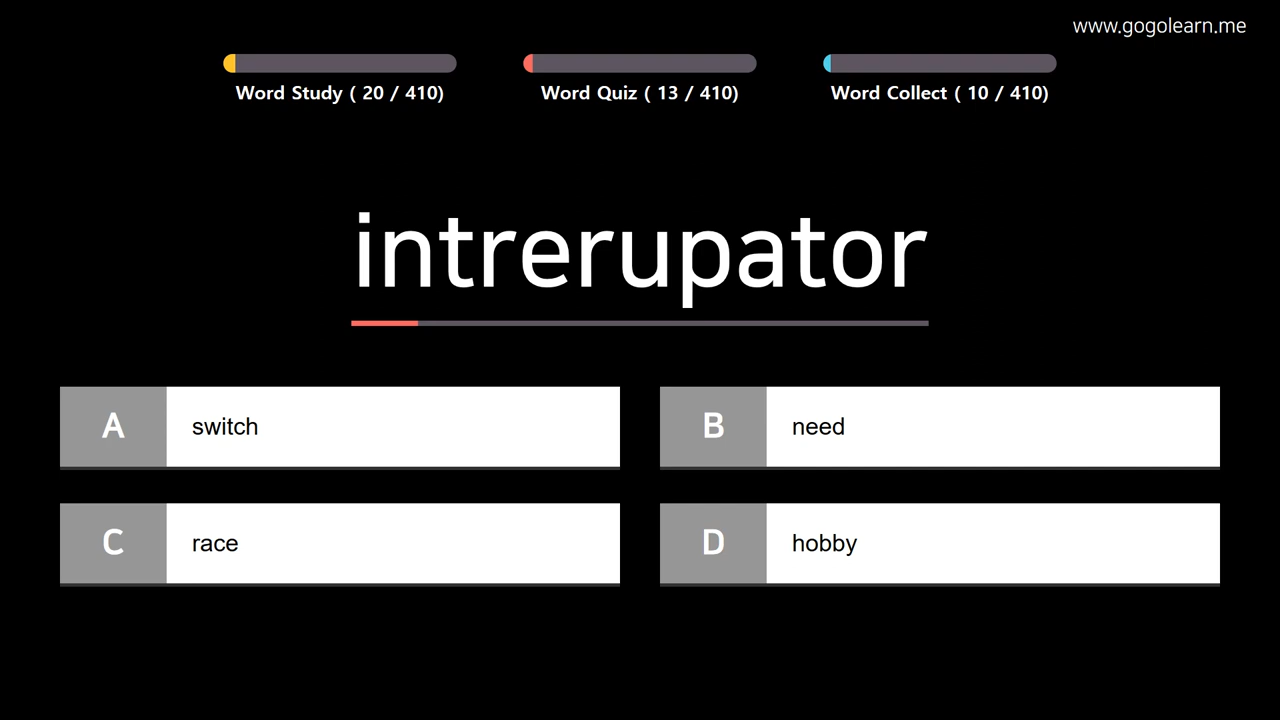 www.gogolearn.me
Word Study ( 20 / 410)
Word Quiz ( 13 / 410)
Word Collect ( 10 / 410)
intrerupator
A switch
B need
C race
D hobby